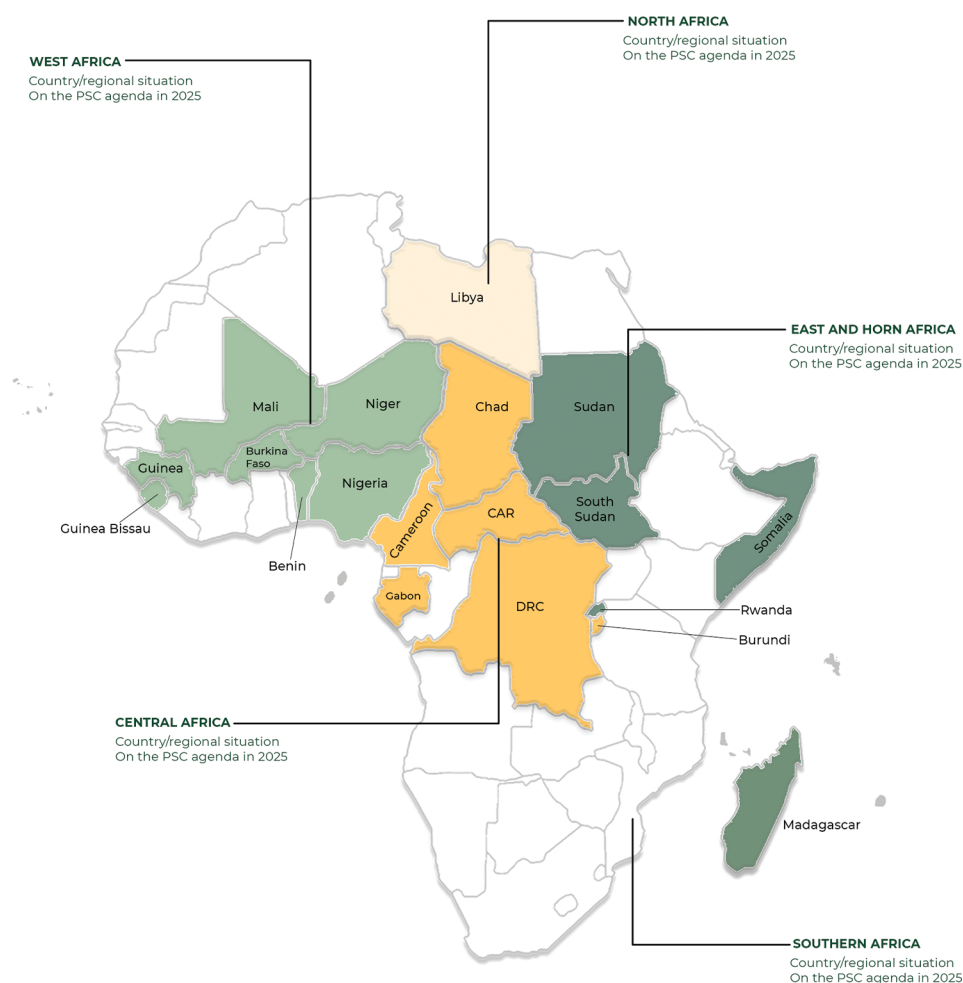 NORTH AFRICA
Country/regional situation
On the PSC agenda in 2025
WEST AFRICA
Country/regional situation
On the PSC agenda in 2025
Libya
EAST AND HORN AFRICA
Country/regional situation
On the PSC agenda in 2025
Mali
Niger
Chad
Sudan
Burkina
Faso
Guinea
Nigeria
South
Sudan
CAR
Cameroon
Somalia
Guinea Bissau
Benin
Gabon
DRC
Rwanda
Burundi
CENTRAL AFRICA
Country/regional situation
On the PSC agenda in 2025
Madagascar
SOUTHERN AFRICA
Country/regional situation
On the PSC agenda in 2025